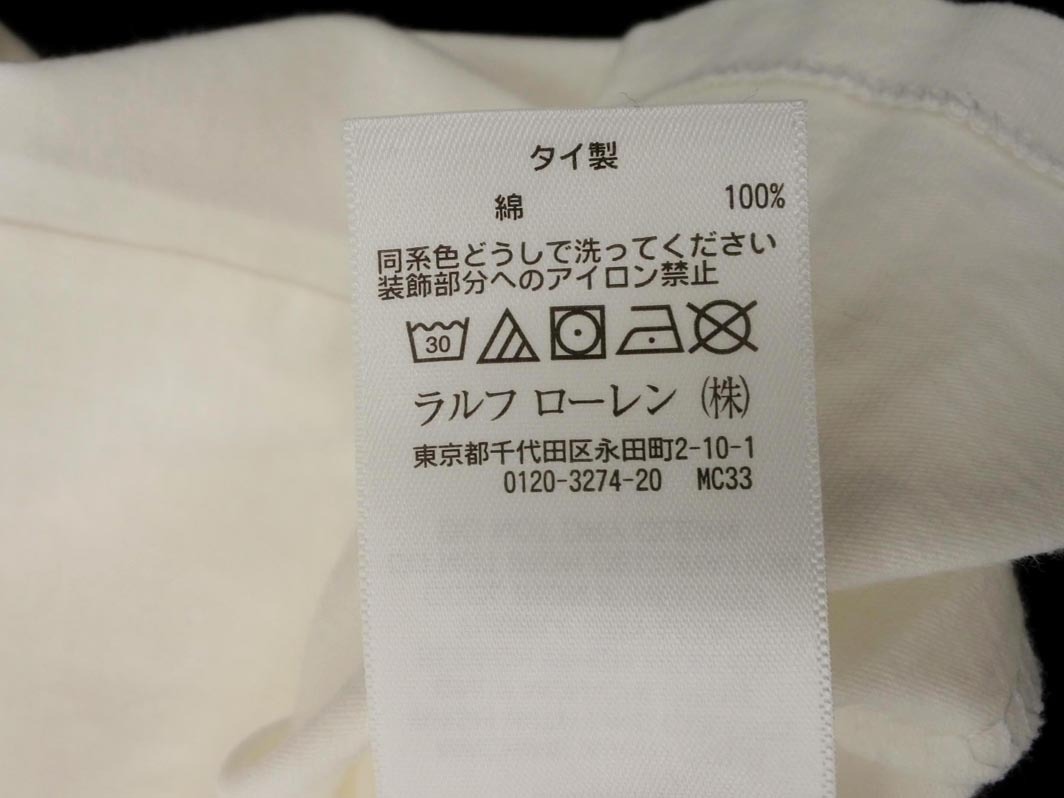 タイ製
綿 100%
同系色どうしで洗ってください
装飾部分へのアイロン禁止
30
ラルフ ローレン (株)
東京都千代田区永田町2-10-1
0120-3274-20 MC33